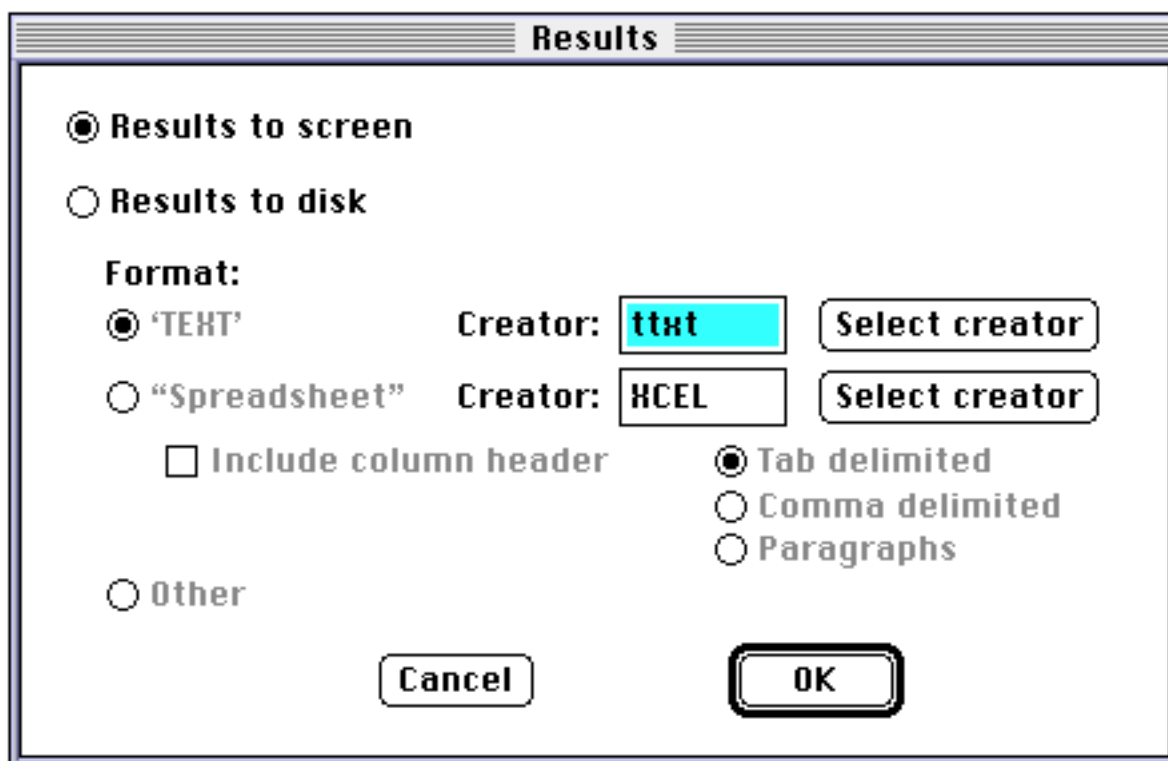 Results
Results to screen
Results to disk
Format:
‘TEXT’ Creator: ttxt Select creator
“Spreadsheet” Creator: XCEL Select creator
Include column header Tab delimited
Comma delimited
Paragraphs
Other
Cancel OK